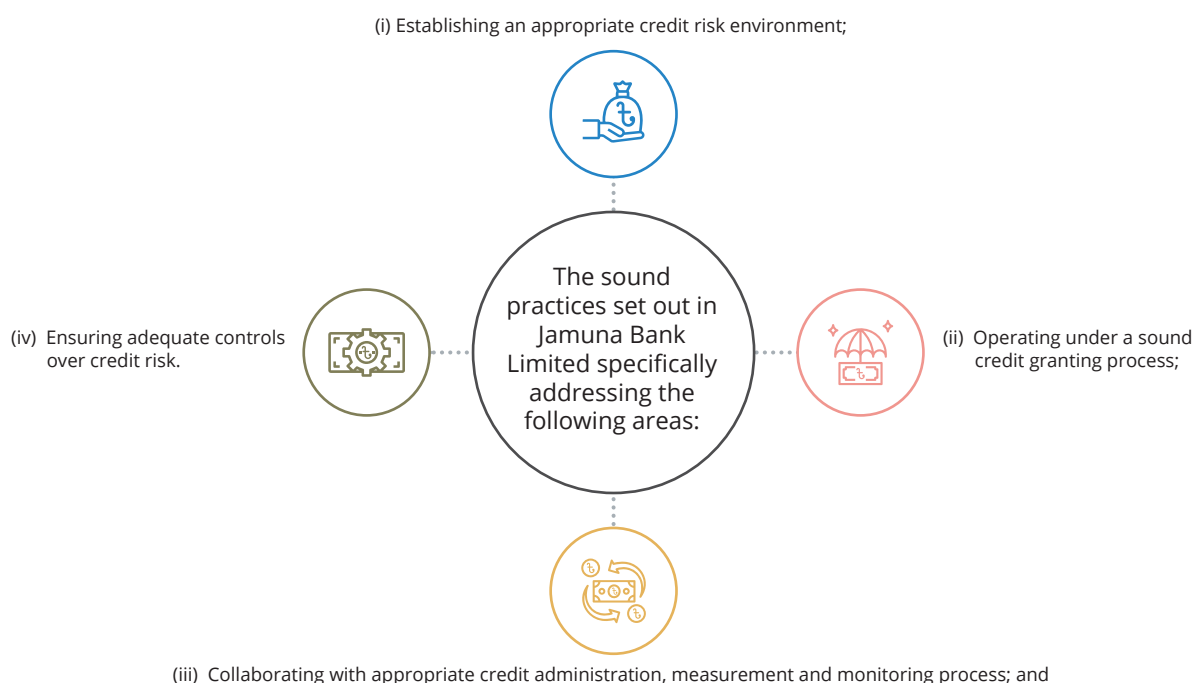 (i) Establishing an appropriate credit risk environment;
The sound
practices set out in
Jamuna Bank
Limited specifically
addressing the
following areas:
(ii) Operating under a sound
credit granting process;
(iii) Collaborating with appropriate credit administration, measurement and monitoring process; and
(iv) Ensuring adequate controls
over credit risk.